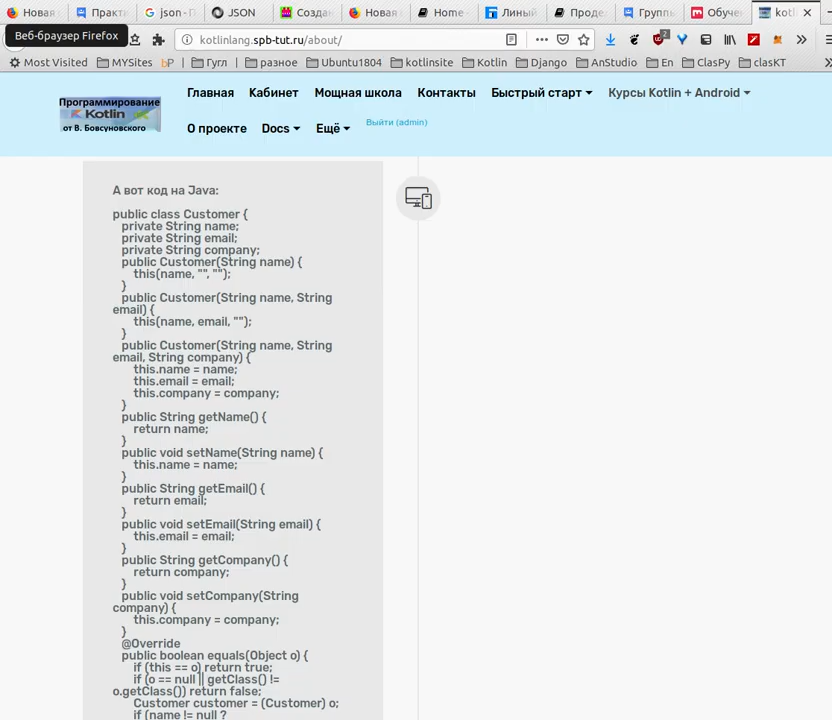 Новая
Практи
json - П
JSON
Создан
Новая з
Home -
Линый
Продел
Группы
Обучен
kotl
Веб-браузер Firefox
kotlinlang.spb-tut.ru/about/
2
Most Visited MYSites bP Гугл разное Ubuntu1804 kotlinsite Kotlin Django AnStudio En ClasPy clasKT
Программирование
Kotlin
от В. Бовсуновского
Главная Кабинет Мощная школа Контакты Быстрый старт Курсы Kotlin + Android
О проекте Docs Ещё Выйти (admin)
А вот код на Java:
public class Customer {
private String name;
private String email;
private String company;
public Customer(String name) {
this(name, "", "");
}
public Customer(String name, String
email) {
this(name, email, "");
}
public Customer(String name, String
email, String company) {
this.name = name;
this.email = email;
this.company = company;
}
public String getName() {
return name;
}
public void setName(String name) {
this.name = name;
}
public String getEmail() {
return email;
}
public void setEmail(String email) {
this.email = email;
}
public String getCompany() {
return company;
}
public void setCompany(String
company) {
this.company = company;
}
@Override
public boolean equals(Object o) {
if (this == o) return true;
if (o == null || getClass() !=
o.getClass()) return false;
Customer customer = (Customer) o;
if (name != null ?